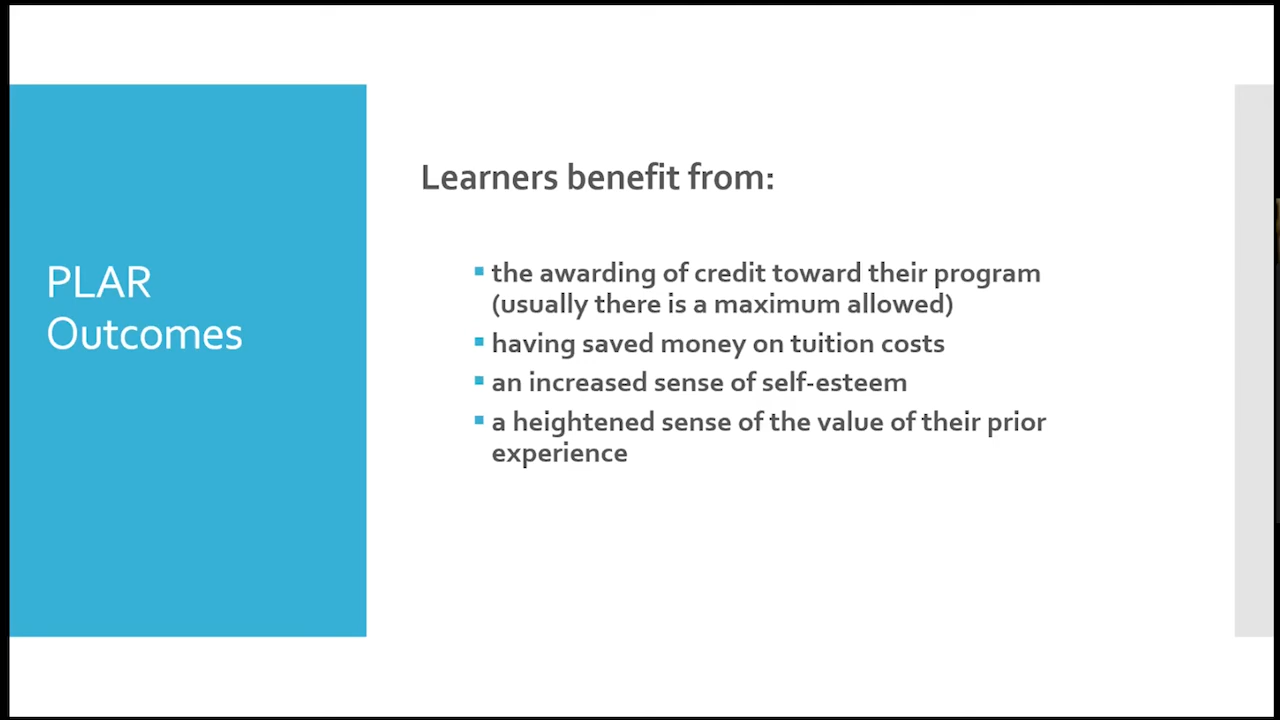 PLAR
Outcomes
Learners benefit from:
▪ the awarding of credit toward their program
(usually there is a maximum allowed)
▪ having saved money on tuition costs
▪ an increased sense of self-esteem
▪ a heightened sense of the value of their prior
experience